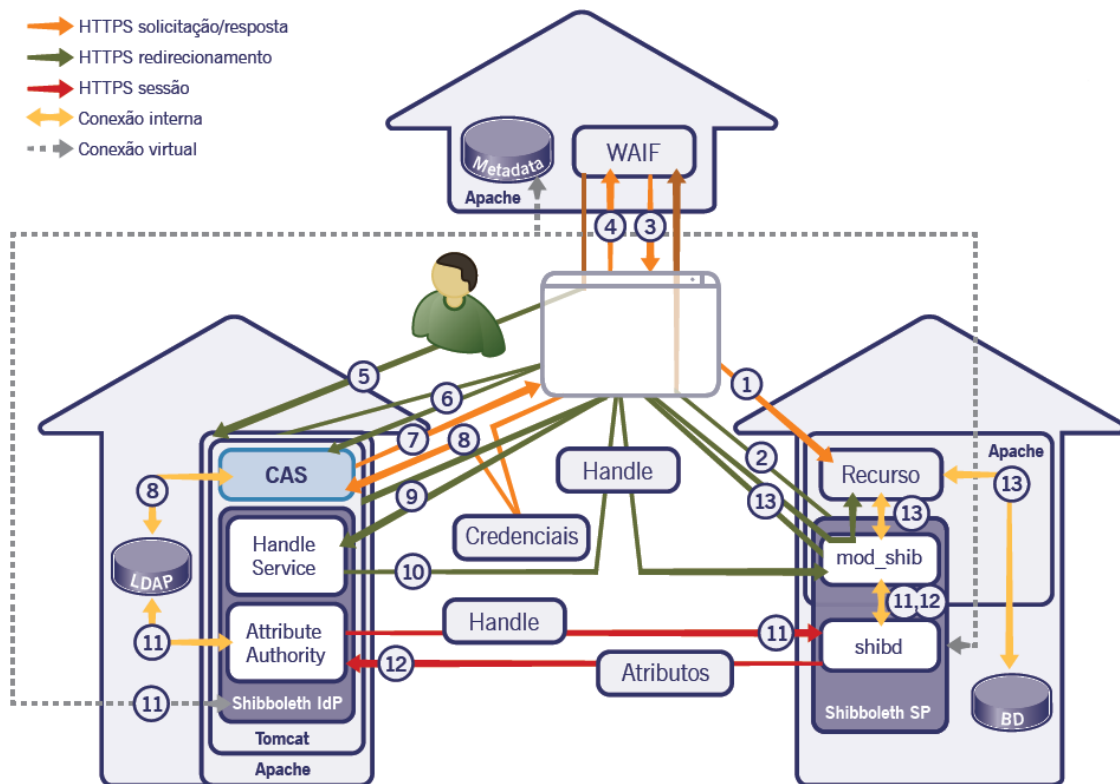 HTTPS solicitação/resposta
HTTPS redirecionamento
HTTPS sessão
Conexão interna
Conexão virtual
Metadata
WAIF
Apache
4
3
5
6
7
8
1
2
CAS
8
9
Handle
13
Recurso
Apache
13
13
Credenciais
Handle
Service
10
mod_shib
LDAP
11
Attribute
Authority
Handle
11
11,12
shibd
12
Atributos
11
Shibboleth IdP
Tomcat
Apache
Shibboleth SP
BD